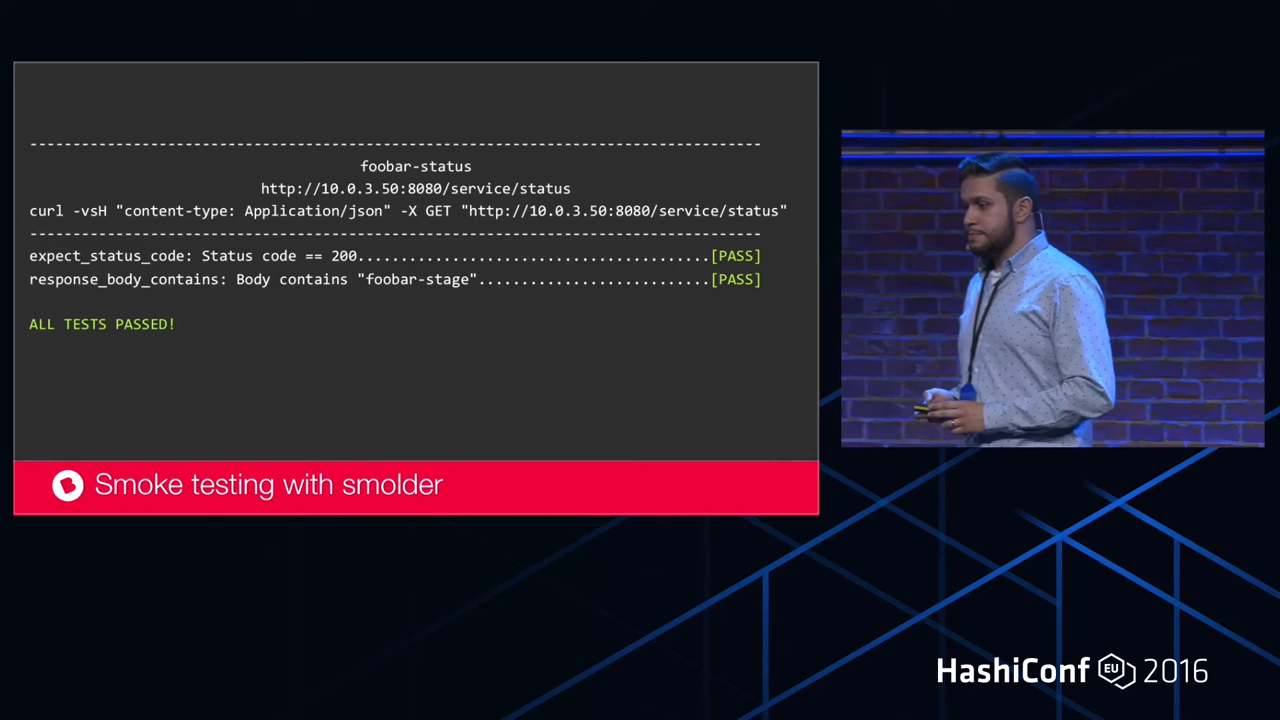 --------------------------------------------------------------------------------
foobar-status
http://10.0.3.50:8080/service/status
curl -vsH "content-type: Application/json" -X GET "http://10.0.3.50:8080/service/status"
--------------------------------------------------------------------------------
expect_status_code: Status code == 200.........................................[PASS]
response_body_contains: Body contains "foobar-stage"...........................[PASS]
ALL TESTS PASSED!
Smoke testing with smolder
HashiConf EU 2016